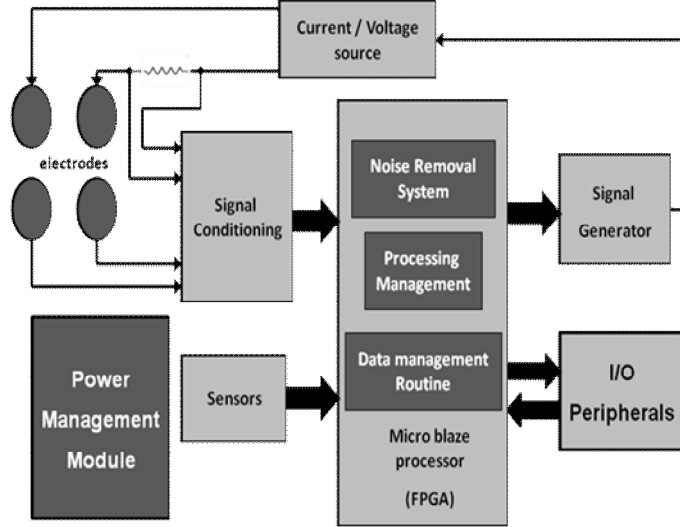 Current / Voltage
source
electrodes
Signal
Conditioning
Noise Removal
System
Processing
Management
Data management
Routine
Micro blaze
processor
(FPGA)
Signal
Generator
Power
Management
Module
Sensors
I/O
Peripherals